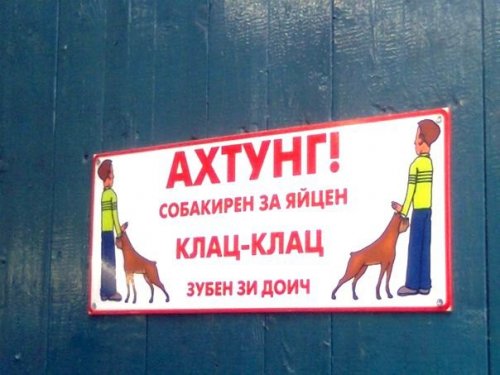 АХТУНГ!
СОБАКИРЕН ЗА ЯЙЦЕН
КЛАЦ-КЛАЦ
ЗУБЕН ЗИ ДОИЧ